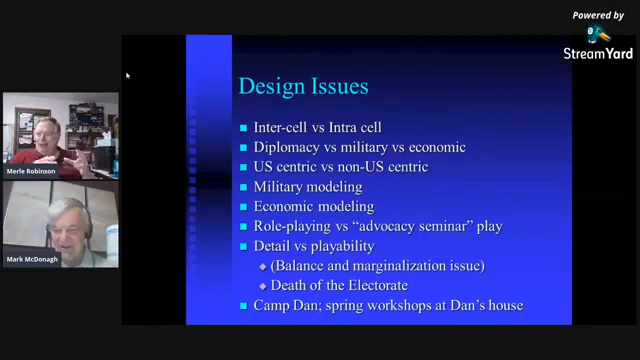 Powered by
StreamYard
Design Issues
Inter-cell vs Intra cell
Diplomacy vs military vs economic
US centric vs non-US centric
Military modeling
Economic modeling
Role-playing vs “advocacy seminar” play
Detail vs playability
(Balance and marginalization issue)
Death of the Electorate
Camp Dan; spring workshops at Dan’s house
Merle Robinson
Mark McDonagh